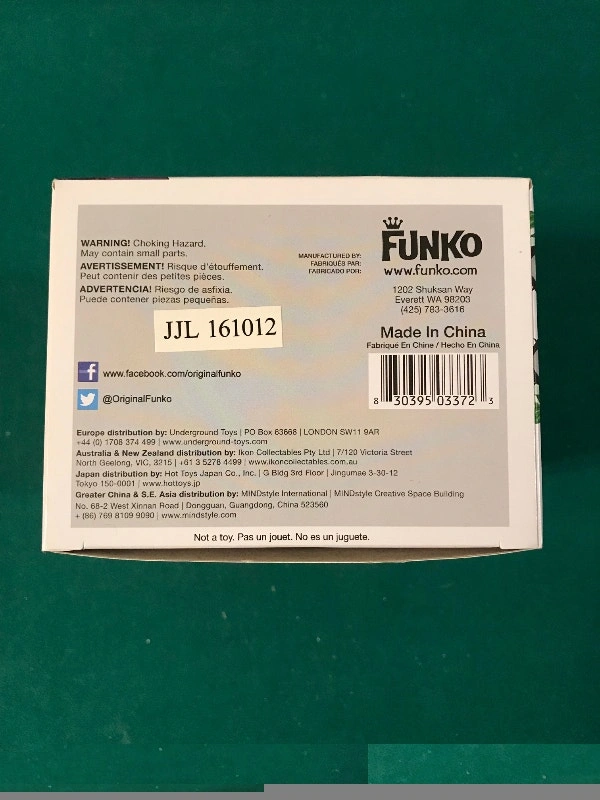 WARNING! Choking Hazard.
May contain small parts.
AVERTISSEMENT! Risque d'étouffement.
Peut contenir des petites pièces.
ADVERTENCIA! Riesgo de asfixia.
Puede contener piezas pequeñas.
MANUFACTURED BY:
FABRIQUÉS PAR:
FABRICADO POR:
FUNKO
www.funko.com
1202 Shuksan Way
Everett WA 98203
(425) 783-3616
Made In China
Fabriqué En Chine / Hecho En China
JJL 161012
8 30395 03372 3
www.facebook.com/originalfunko
@OriginalFunko
Europe distribution by: Underground Toys | PO Box 63668 | LONDON SW11 9AR
+44 (0) 1708 374 499 | www.underground-toys.com
Australia & New Zealand distribution by: Ikon Collectables Pty Ltd | 7/120 Victoria Street
North Geelong, VIC, 3215 | +61 3 5278 4499 | www.ikoncollectables.com.au
Japan distribution by: Hot Toys Japan Co., Inc. | G Bldg 3rd Floor | Jingumae 3-30-12
Tokyo 150-0001 | www.hottoys.jp
Greater China & S.E. Asia distribution by: MINDstyle International | MINDstyle Creative Space Building
No. 68-2 West Xinnan Road | Dongguan, Guangdong, China 523560
+ (86) 769 8109 9090 | www.mindstyle.com
Not a toy. Pas un jouet. No es un juguete.